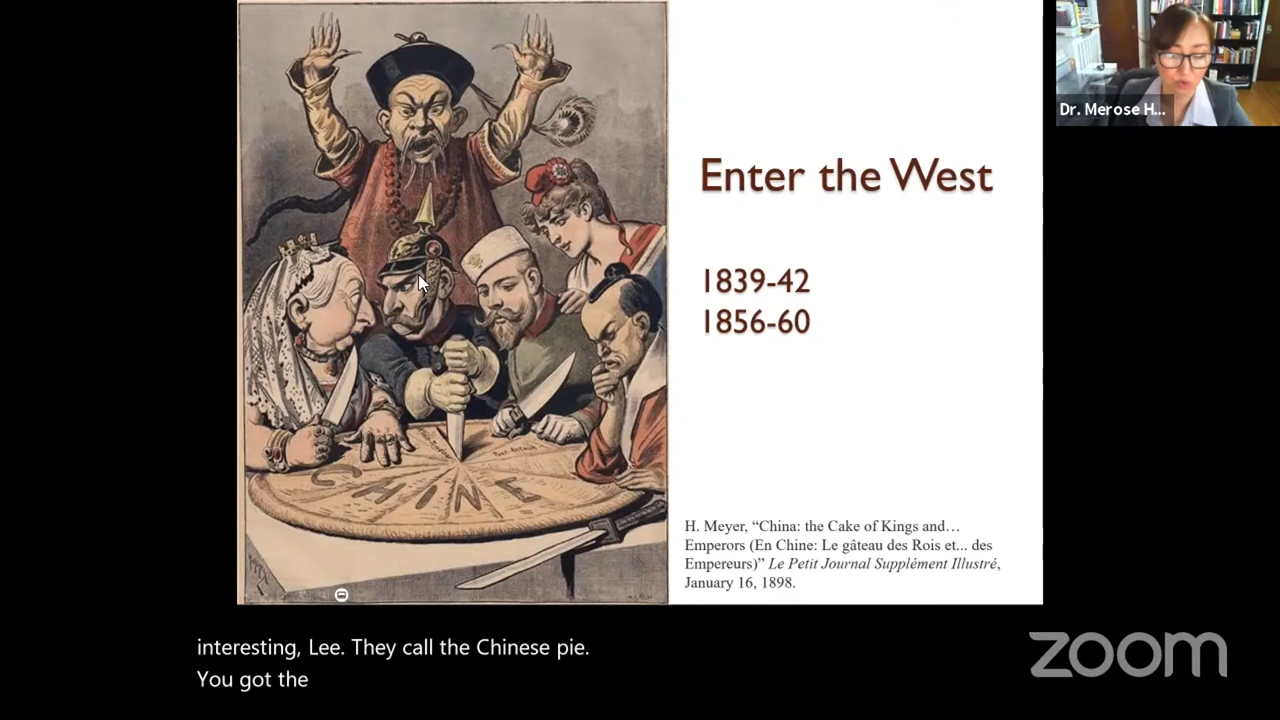 Enter the West
1839-42
1856-60
H. Meyer, “China: the Cake of Kings and…
Emperors (En Chine: Le gâteau des Rois et... des
Empereurs)” Le Petit Journal Supplément Illustré,
January 16, 1898.
CHINE
Dr. Merose H...
interesting, Lee. They call the Chinese pie.
You got the
zoom